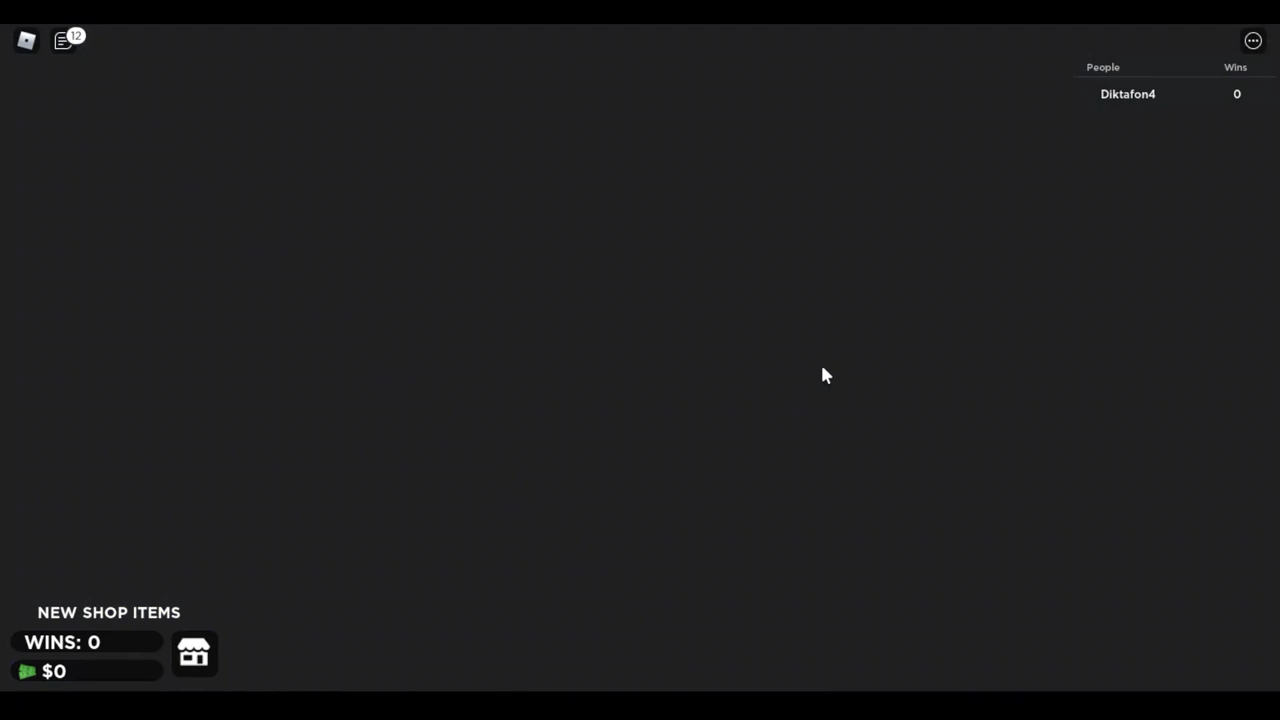 12
People Wins
Diktafon4 0
NEW SHOP ITEMS
WINS: 0
$0